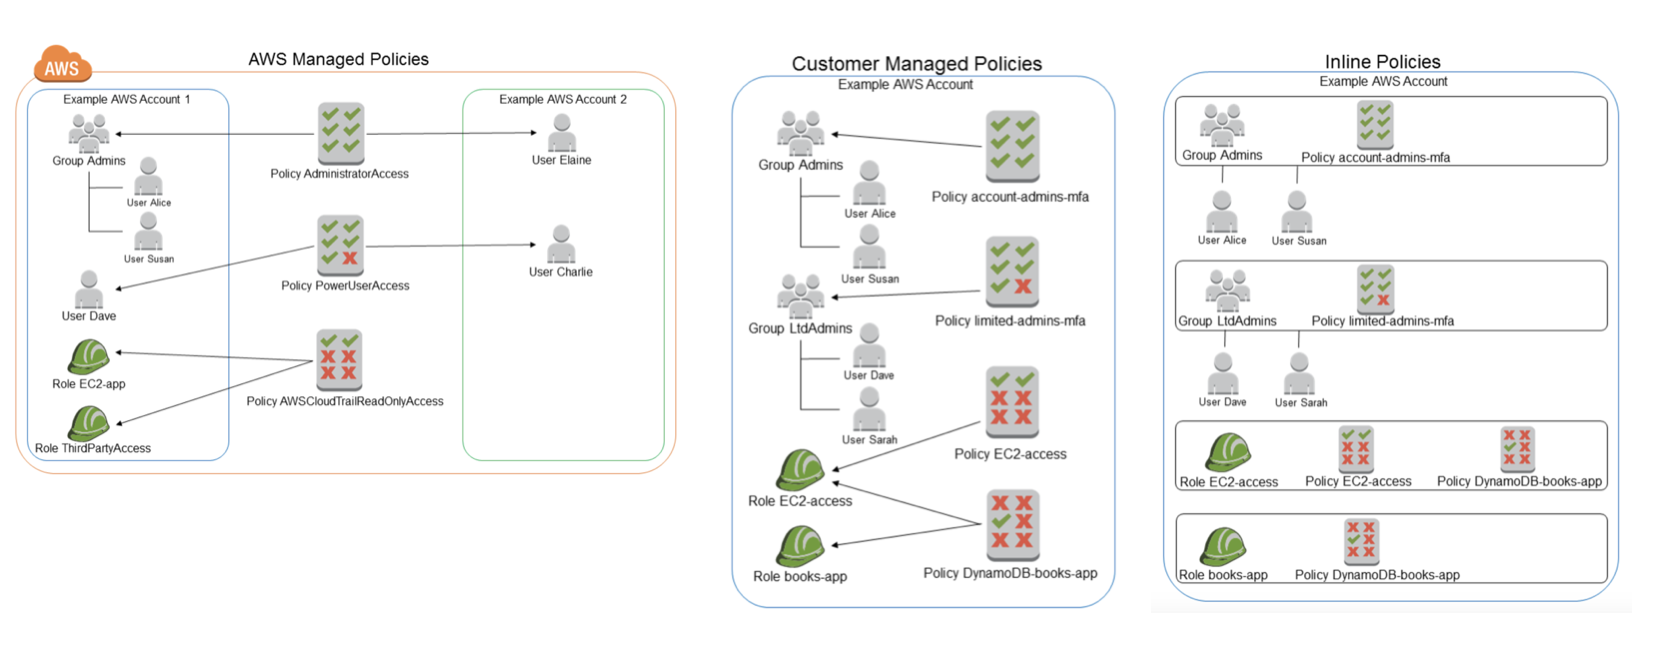 AWS
AWS Managed Policies
Example AWS Account 1
Group Admins
User Alice
User Susan
User Dave
Role EC2-app
Role ThirdPartyAccess
Policy AdministratorAccess
Policy PowerUserAccess
Policy AWSCloudTrailReadOnlyAccess
Example AWS Account 2
User Elaine
User Charlie
Customer Managed Policies
Example AWS Account
Group Admins
User Alice
User Susan
Group LtdAdmins
User Dave
User Sarah
Role EC2-access
Role books-app
Policy account-admins-mfa
Policy limited-admins-mfa
Policy EC2-access
Policy DynamoDB-books-app
Inline Policies
Example AWS Account
Group Admins
Policy account-admins-mfa
User Alice
User Susan
Group LtdAdmins
Policy limited-admins-mfa
User Dave
User Sarah
Role EC2-access
Policy EC2-access
Policy DynamoDB-books-app
Role books-app
Policy DynamoDB-books-app